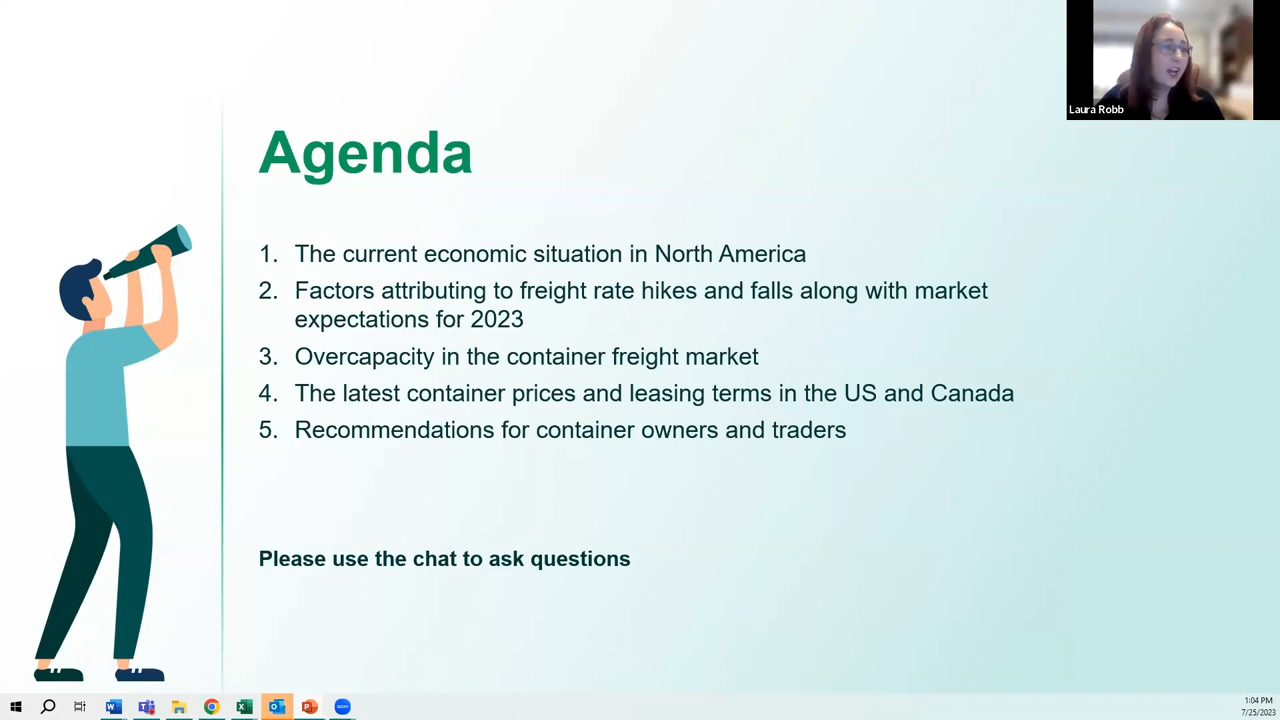 Laura Robb
Agenda
1. The current economic situation in North America
2. Factors attributing to freight rate hikes and falls along with market
expectations for 2023
3. Overcapacity in the container freight market
4. The latest container prices and leasing terms in the US and Canada
5. Recommendations for container owners and traders
Please use the chat to ask questions
zoom
1:04 PM
7/25/2023